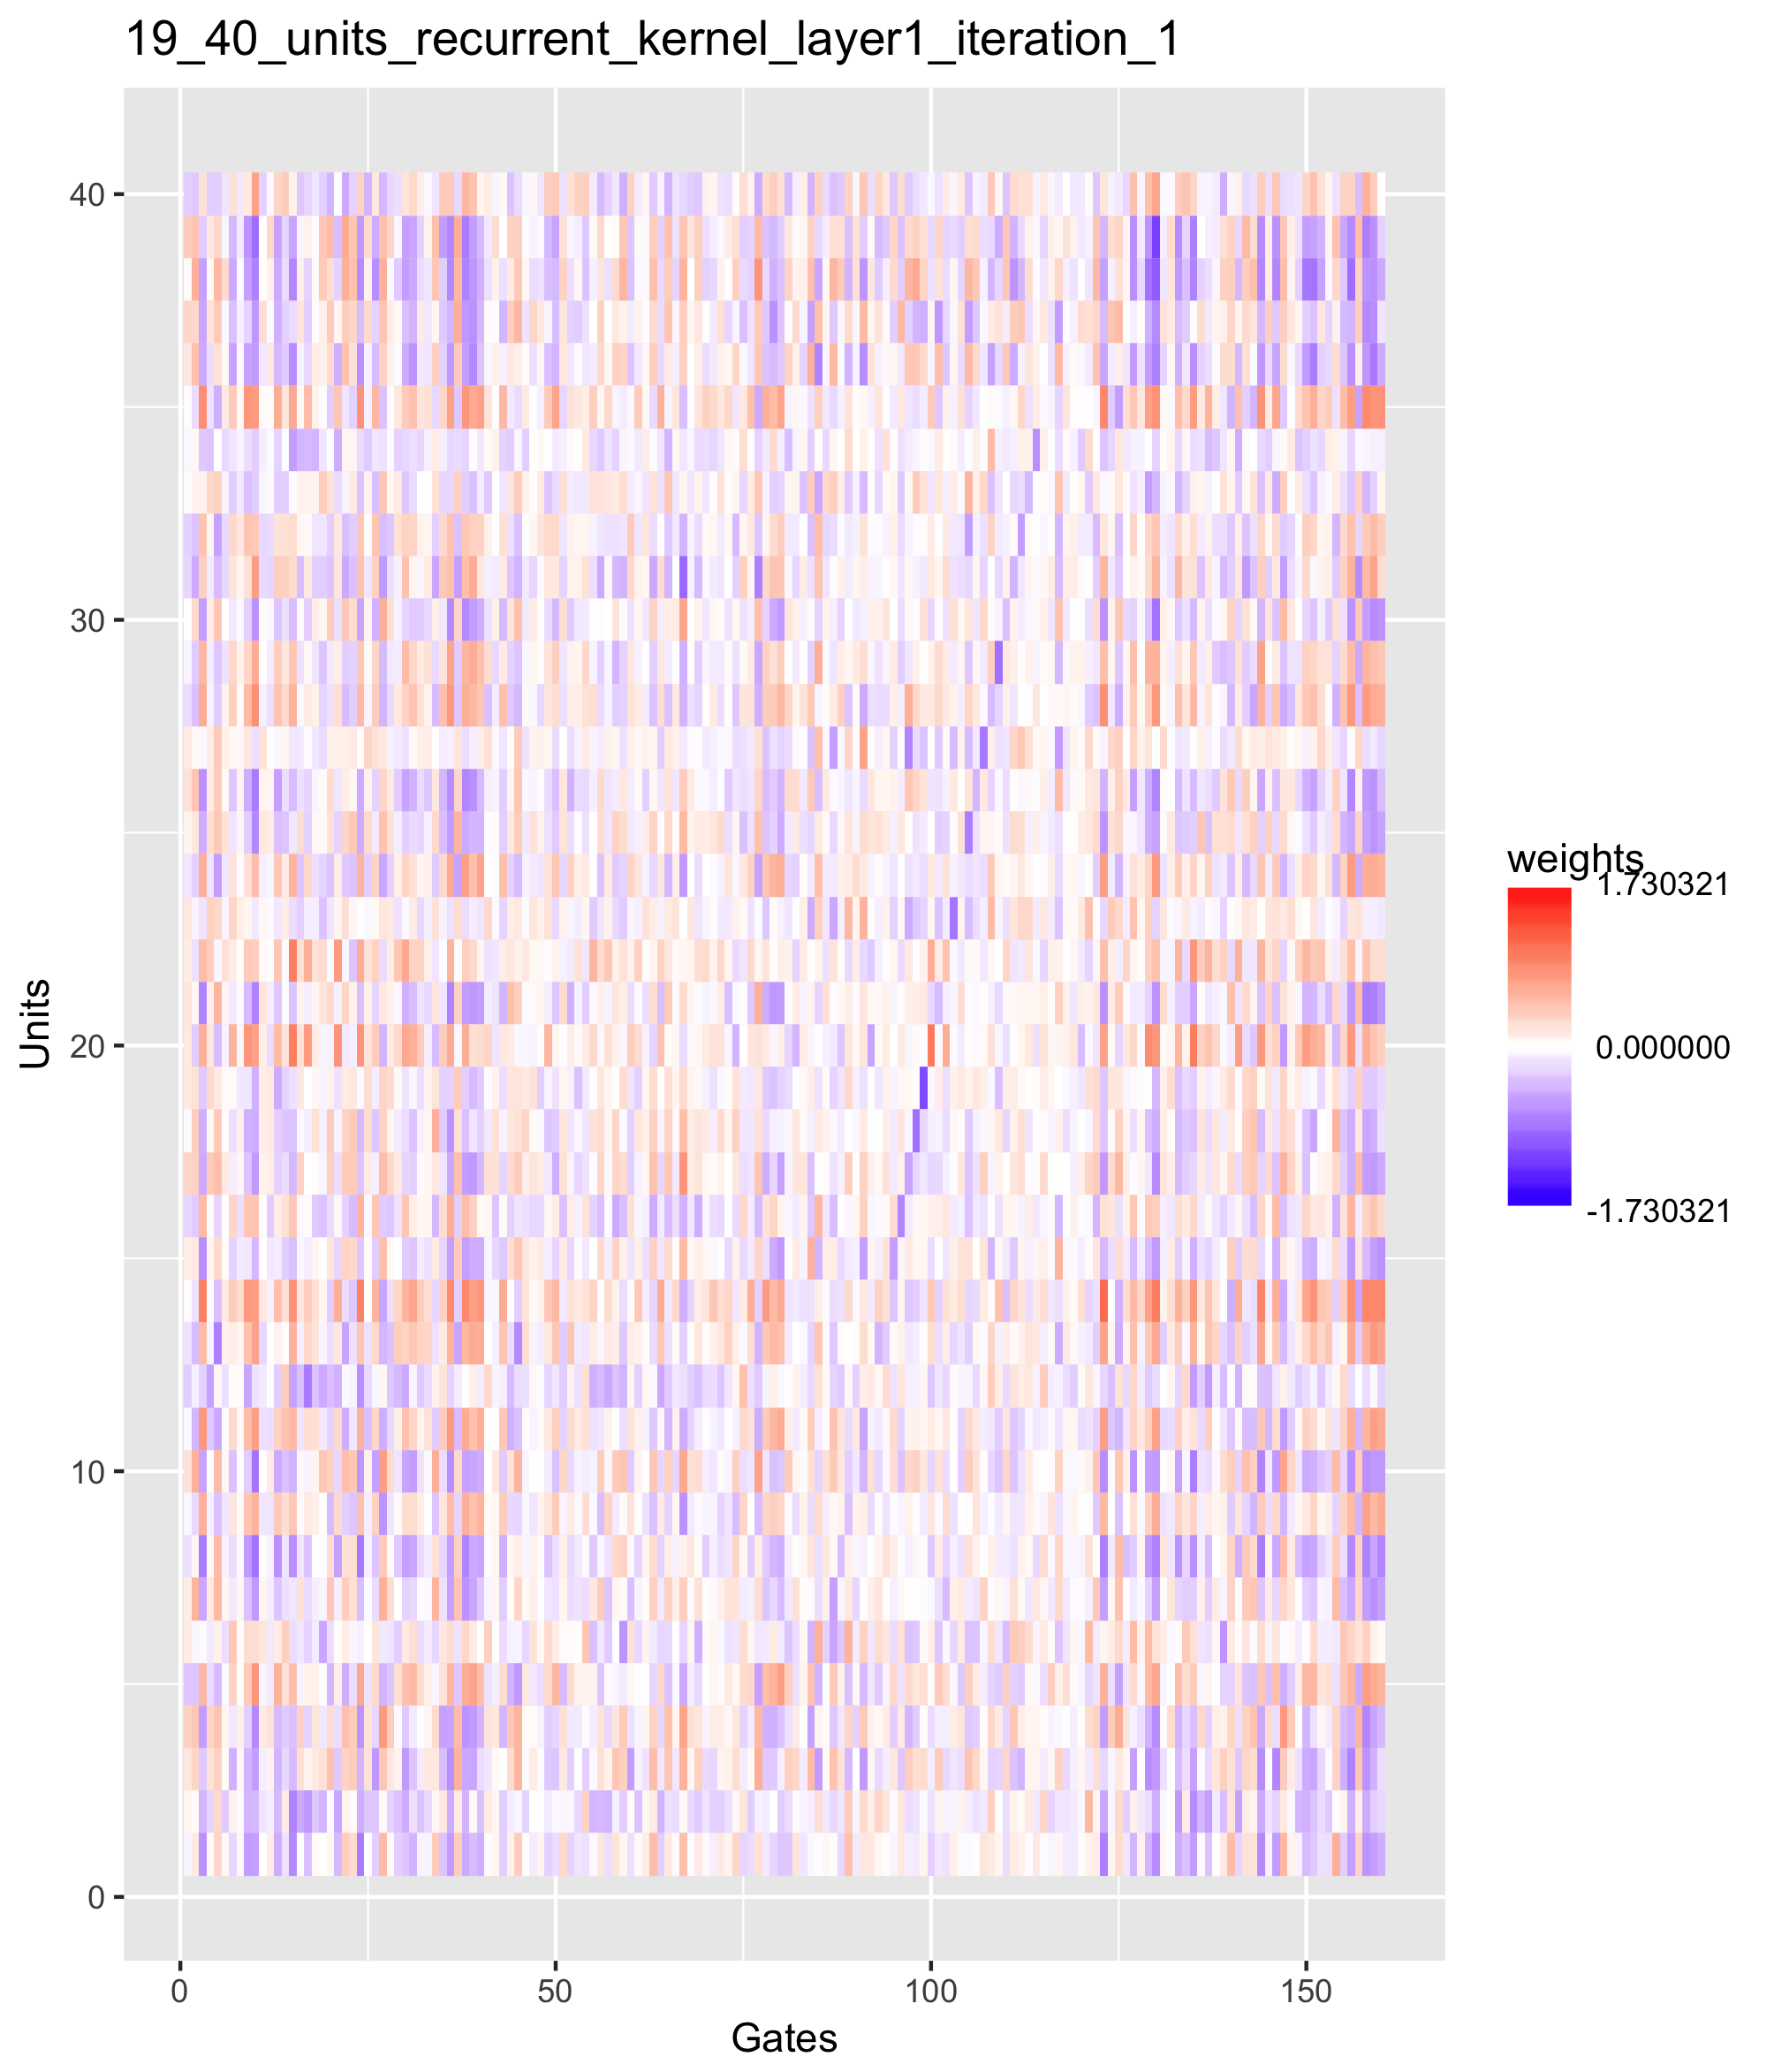 19_40_units_recurrent_kernel_layer1_iteration_1
40
30
20
10
0
Units
0 50 100 150
Gates
weights
1.730321
0.000000
-1.730321